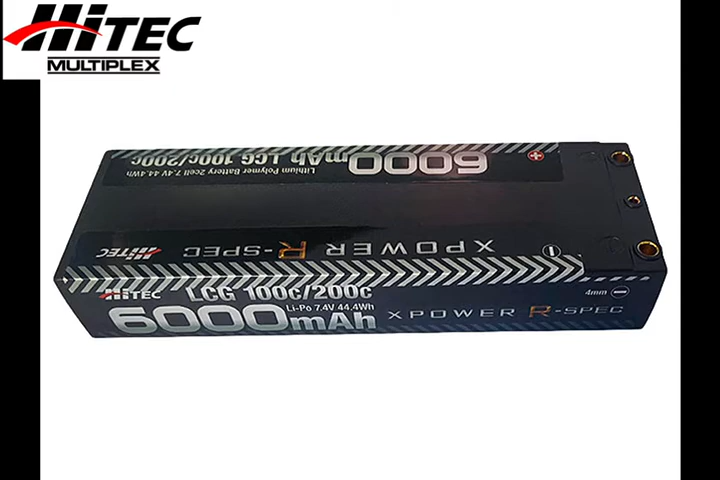 HiTEC
MULTIPLEX
6000mAh LCG 100c/200c
Lithium Polymer Battery 2cell 7.4V 44.4Wh
HiTEC XPOWER R-SPEC
HiTEC LCG 100c/200c
Li-Po 7.4V 44.4Wh
6000mAh XPOWER R-SPEC
4mm